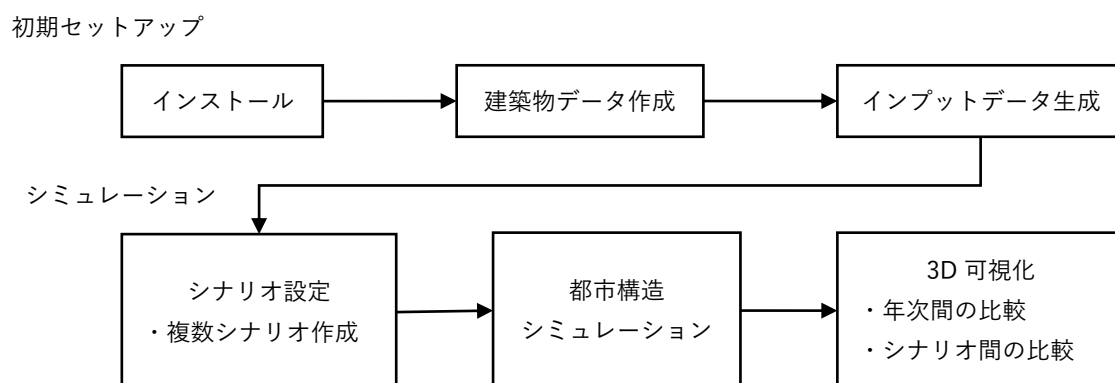 初期セットアップ
インストール
建築物データ作成
インプットデータ生成
シミュレーション
シナリオ設定
・複数シナリオ作成
都市構造
シミュレーション
3D 可視化
・年次間の比較
・シナリオ間の比較